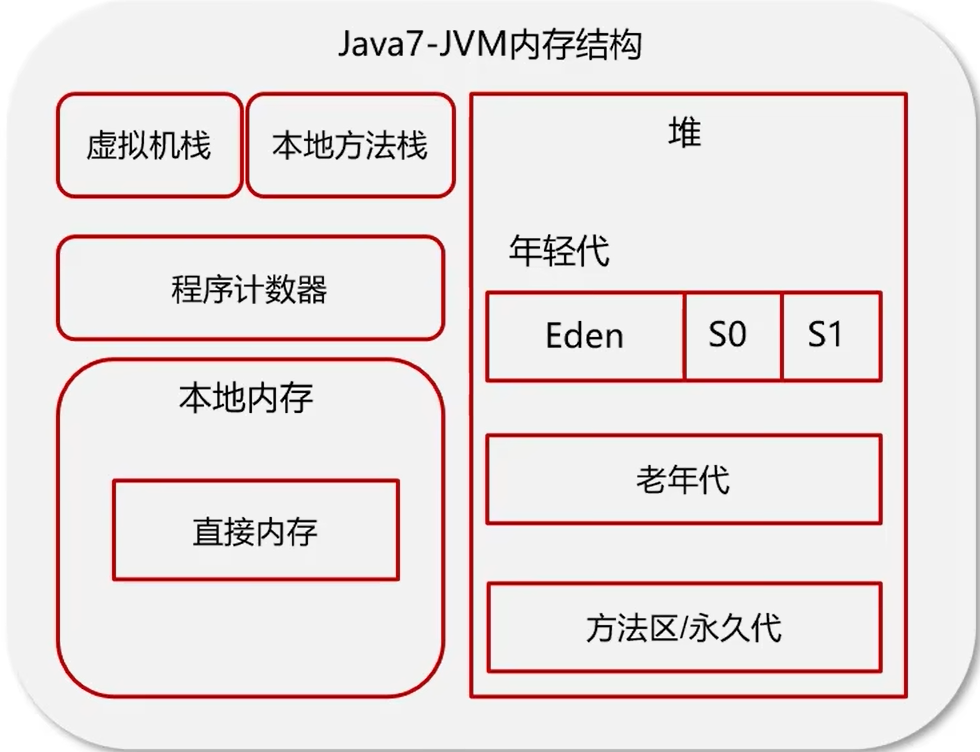 Java7-JVM内存结构
虚拟机栈
本地方法栈
堆
年轻代
程序计数器
Eden
S0
S1
本地内存
老年代
直接内存
方法区/永久代